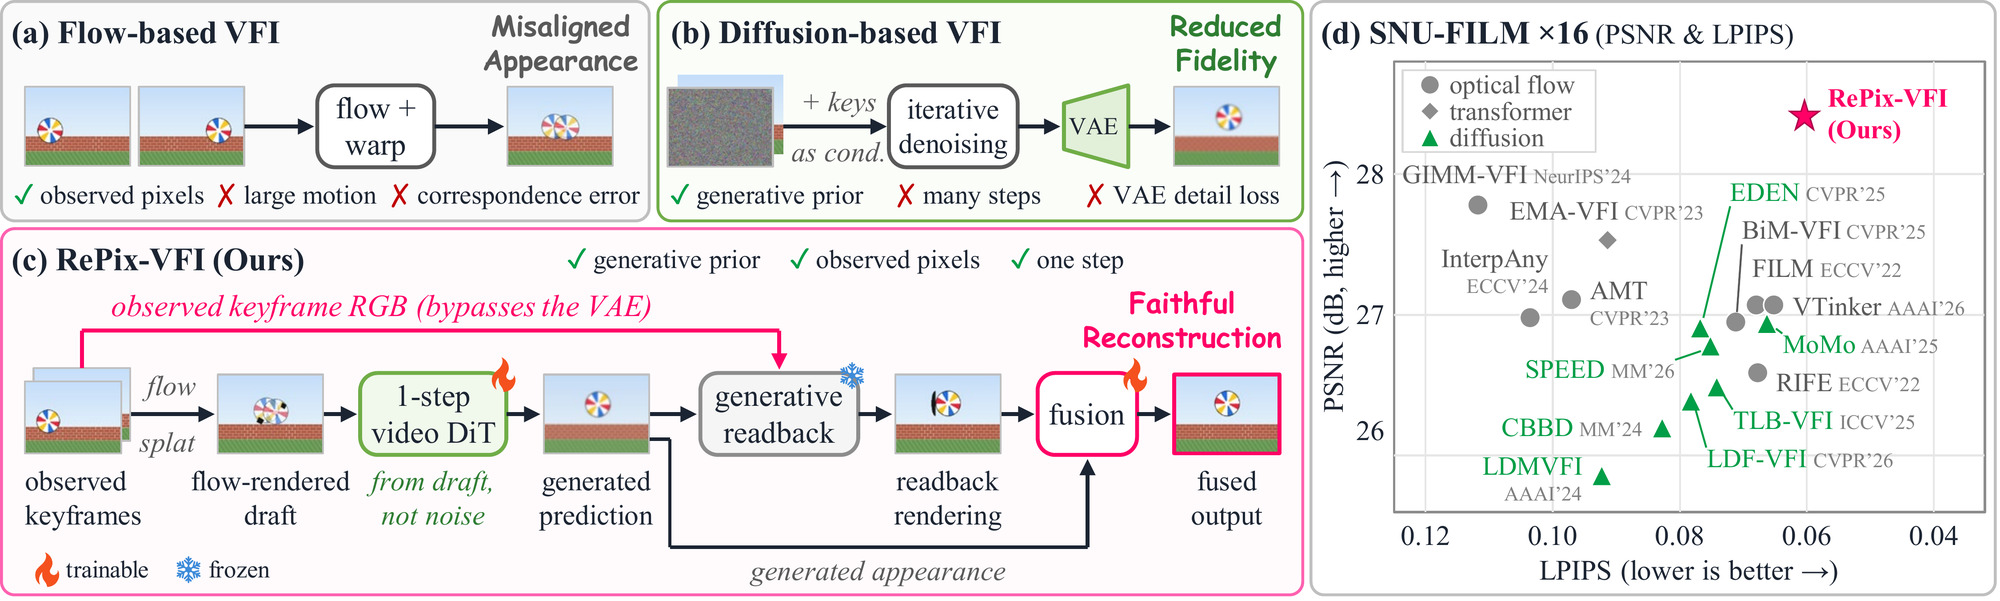 (a) Flow-based VFI
Misaligned
Appearance
flow +
warp
✓ observed pixels ✗ large motion ✗ correspondence error
(b) Diffusion-based VFI
Reduced
Fidelity
+ keys
as cond.
iterative
denoising
VAE
✓ generative prior ✗ many steps ✗ VAE detail loss
(c) RePix-VFI (Ours)
✓ generative prior ✓ observed pixels ✓ one step
observed keyframe RGB (bypasses the VAE)
Faithful
Reconstruction
flow
splat
1-step
video DiT
generative
readback
fusion
observed
keyframes
flow-rendered
draft
from draft,
not noise
generated
prediction
readback
rendering
fused
output
trainable
frozen
generated appearance
(d) SNU-FILM ×16 (PSNR & LPIPS)
optical flow
transformer
diffusion
RePix-VFI
(Ours)
GIMM-VFI NeurIPS'24
EMA-VFI CVPR'23
EDEN CVPR'25
BiM-VFI CVPR'25
InterpAny
ECCV'24
FILM ECCV'22
AMT
CVPR'23
VTinker AAAI'26
MoMo AAAI'25
SPEED MM'26
RIFE ECCV'22
CBBD MM'24
TLB-VFI ICCV'25
LDMVFI
AAAI'24
LDF-VFI CVPR'26
PSNR (dB, higher →)
28
27
26
0.12 0.10 0.08 0.06 0.04
LPIPS (lower is better →)